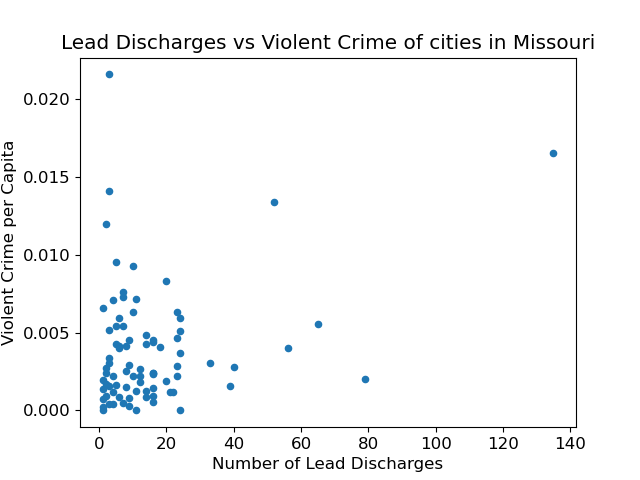 Lead Discharges vs Violent Crime of cities in Missouri
Violent Crime per Capita
0.020
0.015
0.010
0.005
0.000
0 20 40 60 80 100 120 140
Number of Lead Discharges